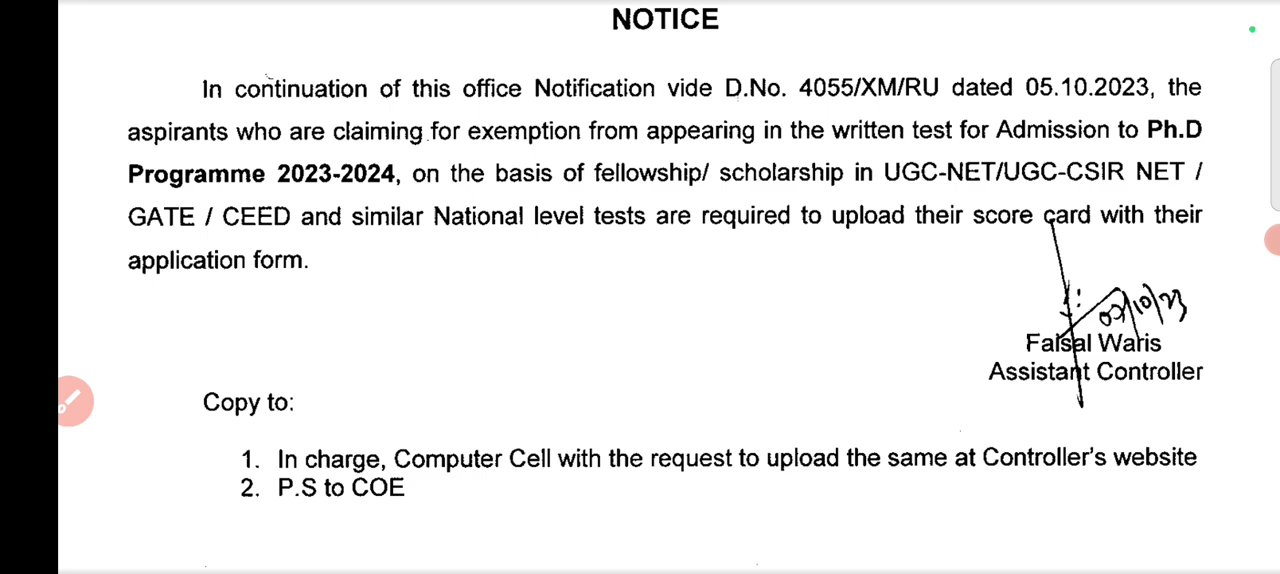 NOTICE
In continuation of this office Notification vide D.No. 4055/XM/RU dated 05.10.2023, the
aspirants who are claiming for exemption from appearing in the written test for Admission to Ph.D
Programme 2023-2024, on the basis of fellowship/ scholarship in UGC-NET/UGC-CSIR NET /
GATE / CEED and similar National level tests are required to upload their score card with their
application form.
07/10/23
Faisal Waris
Assistant Controller
Copy to:
1. In charge, Computer Cell with the request to upload the same at Controller's website
2. P.S to COE